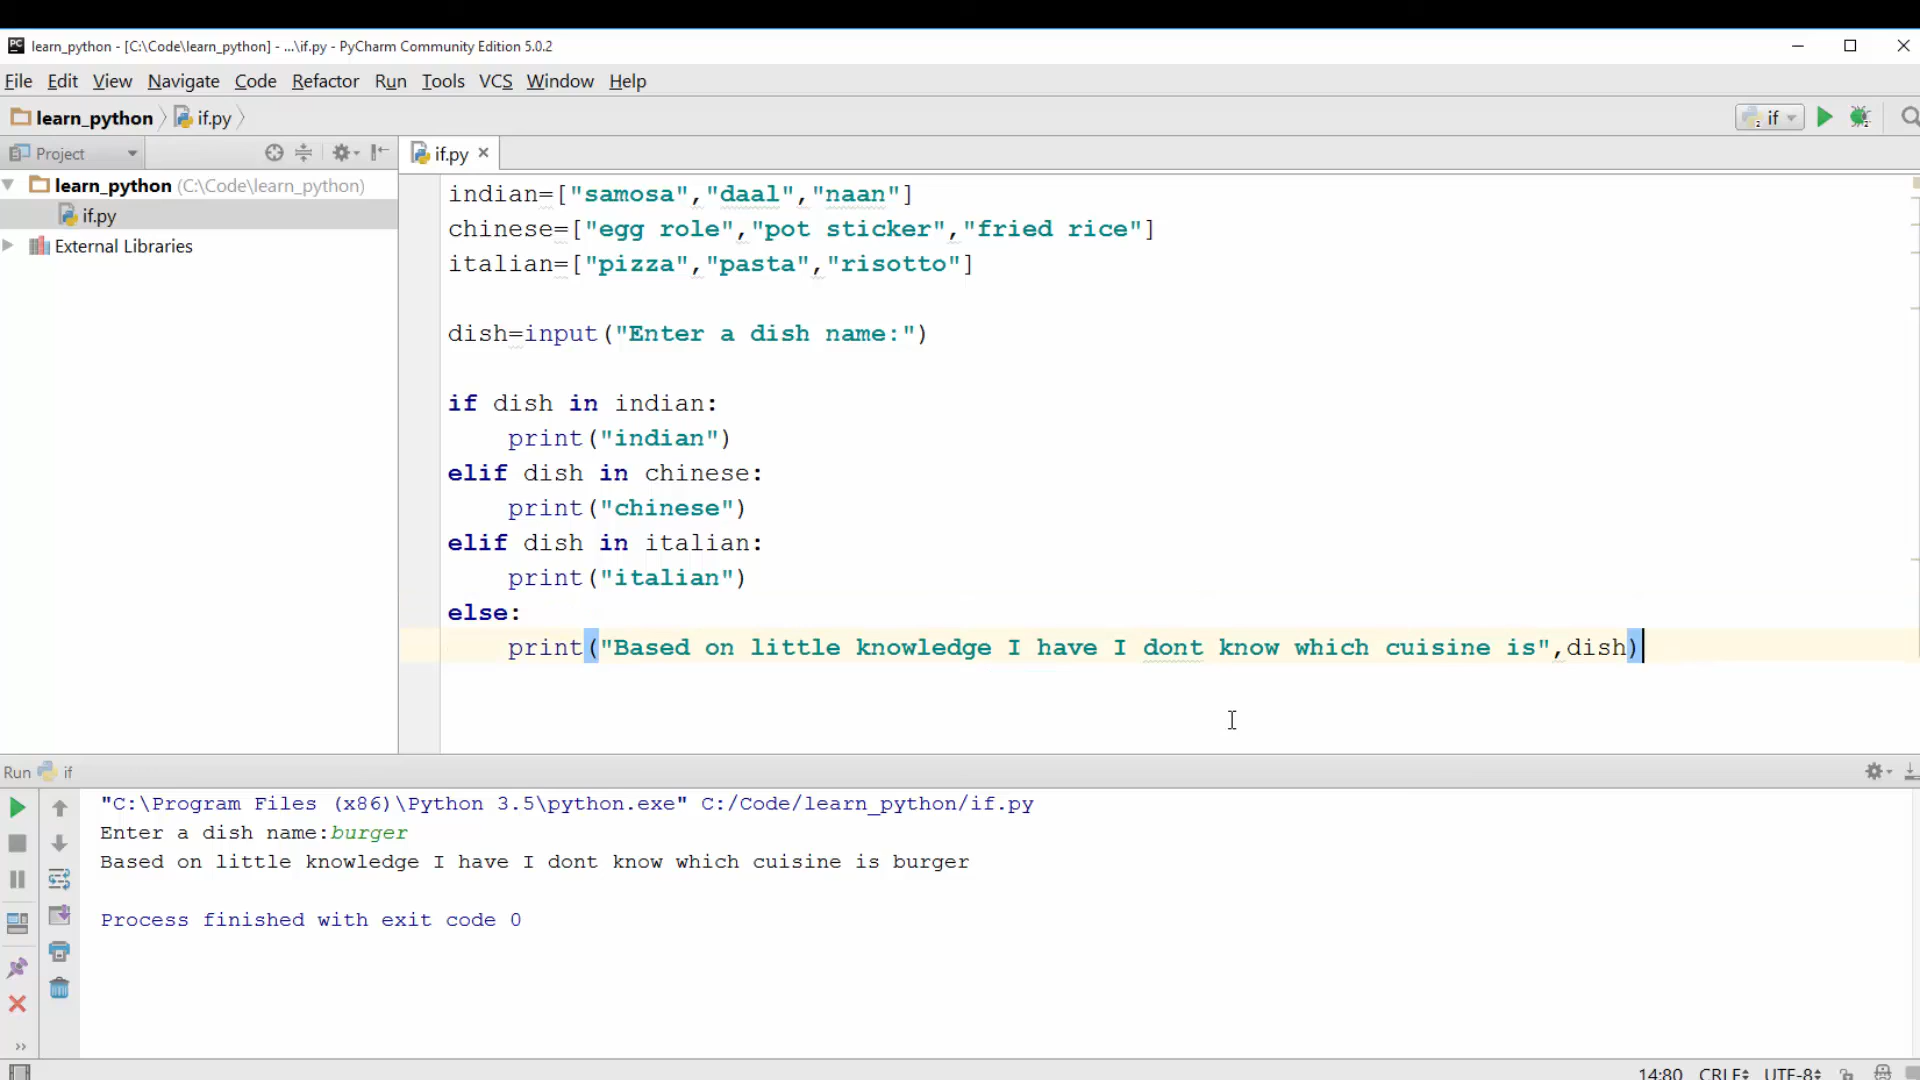 learn_python - [C:\Code\learn_python] - ...\if.py - PyCharm Community Edition 5.0.2
File Edit View Navigate Code Refactor Run Tools VCS Window Help
learn_python if.py if
Project if.py
learn_python (C:\Code\learn_python)
if.py
External Libraries
indian=["samosa","daal","naan"]
chinese=["egg role","pot sticker","fried rice"]
italian=["pizza","pasta","risotto"]
dish=input("Enter a dish name:")
if dish in indian:
    print("indian")
elif dish in chinese:
    print("chinese")
elif dish in italian:
    print("italian")
else:
    print("Based on little knowledge I have I dont know which cuisine is",dish)
Run if
"C:\Program Files (x86)\Python 3.5\python.exe" C:/Code/learn_python/if.py
Enter a dish name:burger
Based on little knowledge I have I dont know which cuisine is burger
Process finished with exit code 0
14:80 CRLF UTF-8